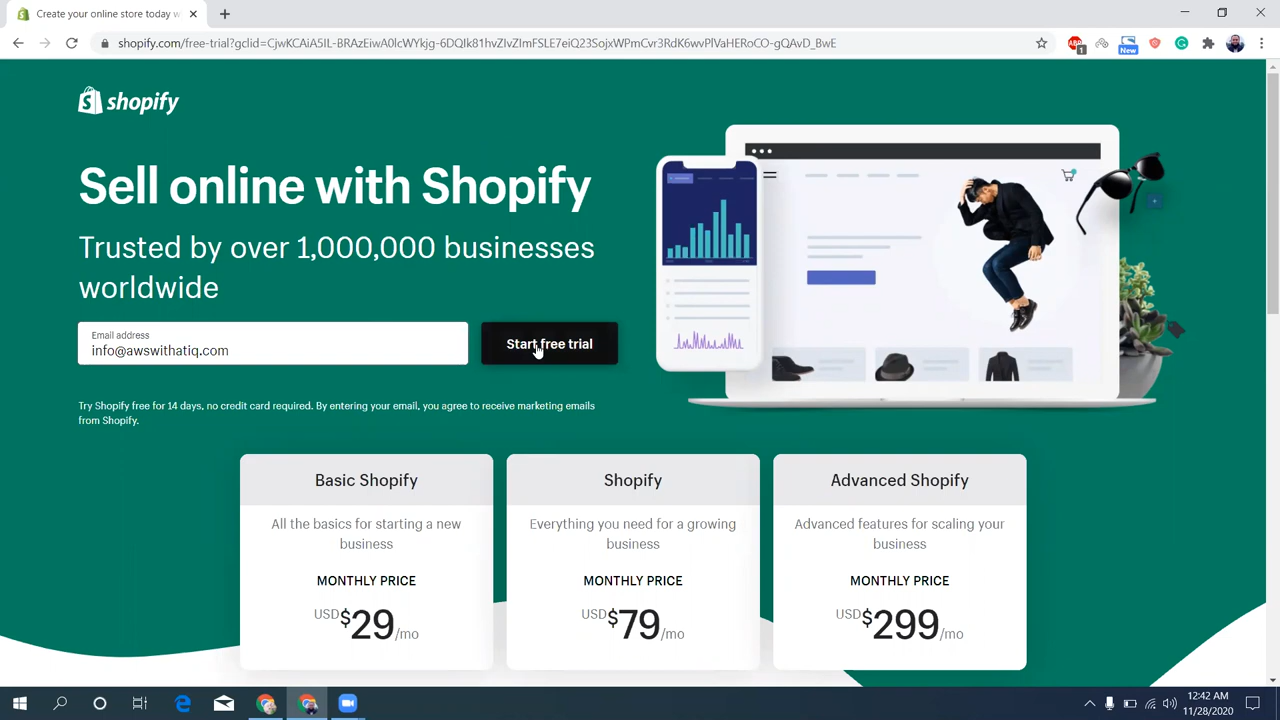 Create your online store today w
shopify.com/free-trial?gclid=CjwKCAiA5IL-BRAzEiwA0lcWYkjg-6DQIk81hvZIvZImFSLE7eiQ23SojxWPmCvr3RdK6wvPlVaHERoCO-gQAvD_BwE
ABP
1
New
shopify
Sell online with Shopify
Trusted by over 1,000,000 businesses
worldwide
Email address
info@awswithatiq.com
Start free trial
Try Shopify free for 14 days, no credit card required. By entering your email, you agree to receive marketing emails
from Shopify.
Basic Shopify
All the basics for starting a new
business
MONTHLY PRICE
USD$29/mo
Shopify
Everything you need for a growing
business
MONTHLY PRICE
USD$79/mo
Advanced Shopify
Advanced features for scaling your
business
MONTHLY PRICE
USD$299/mo
12:42 AM
11/28/2020